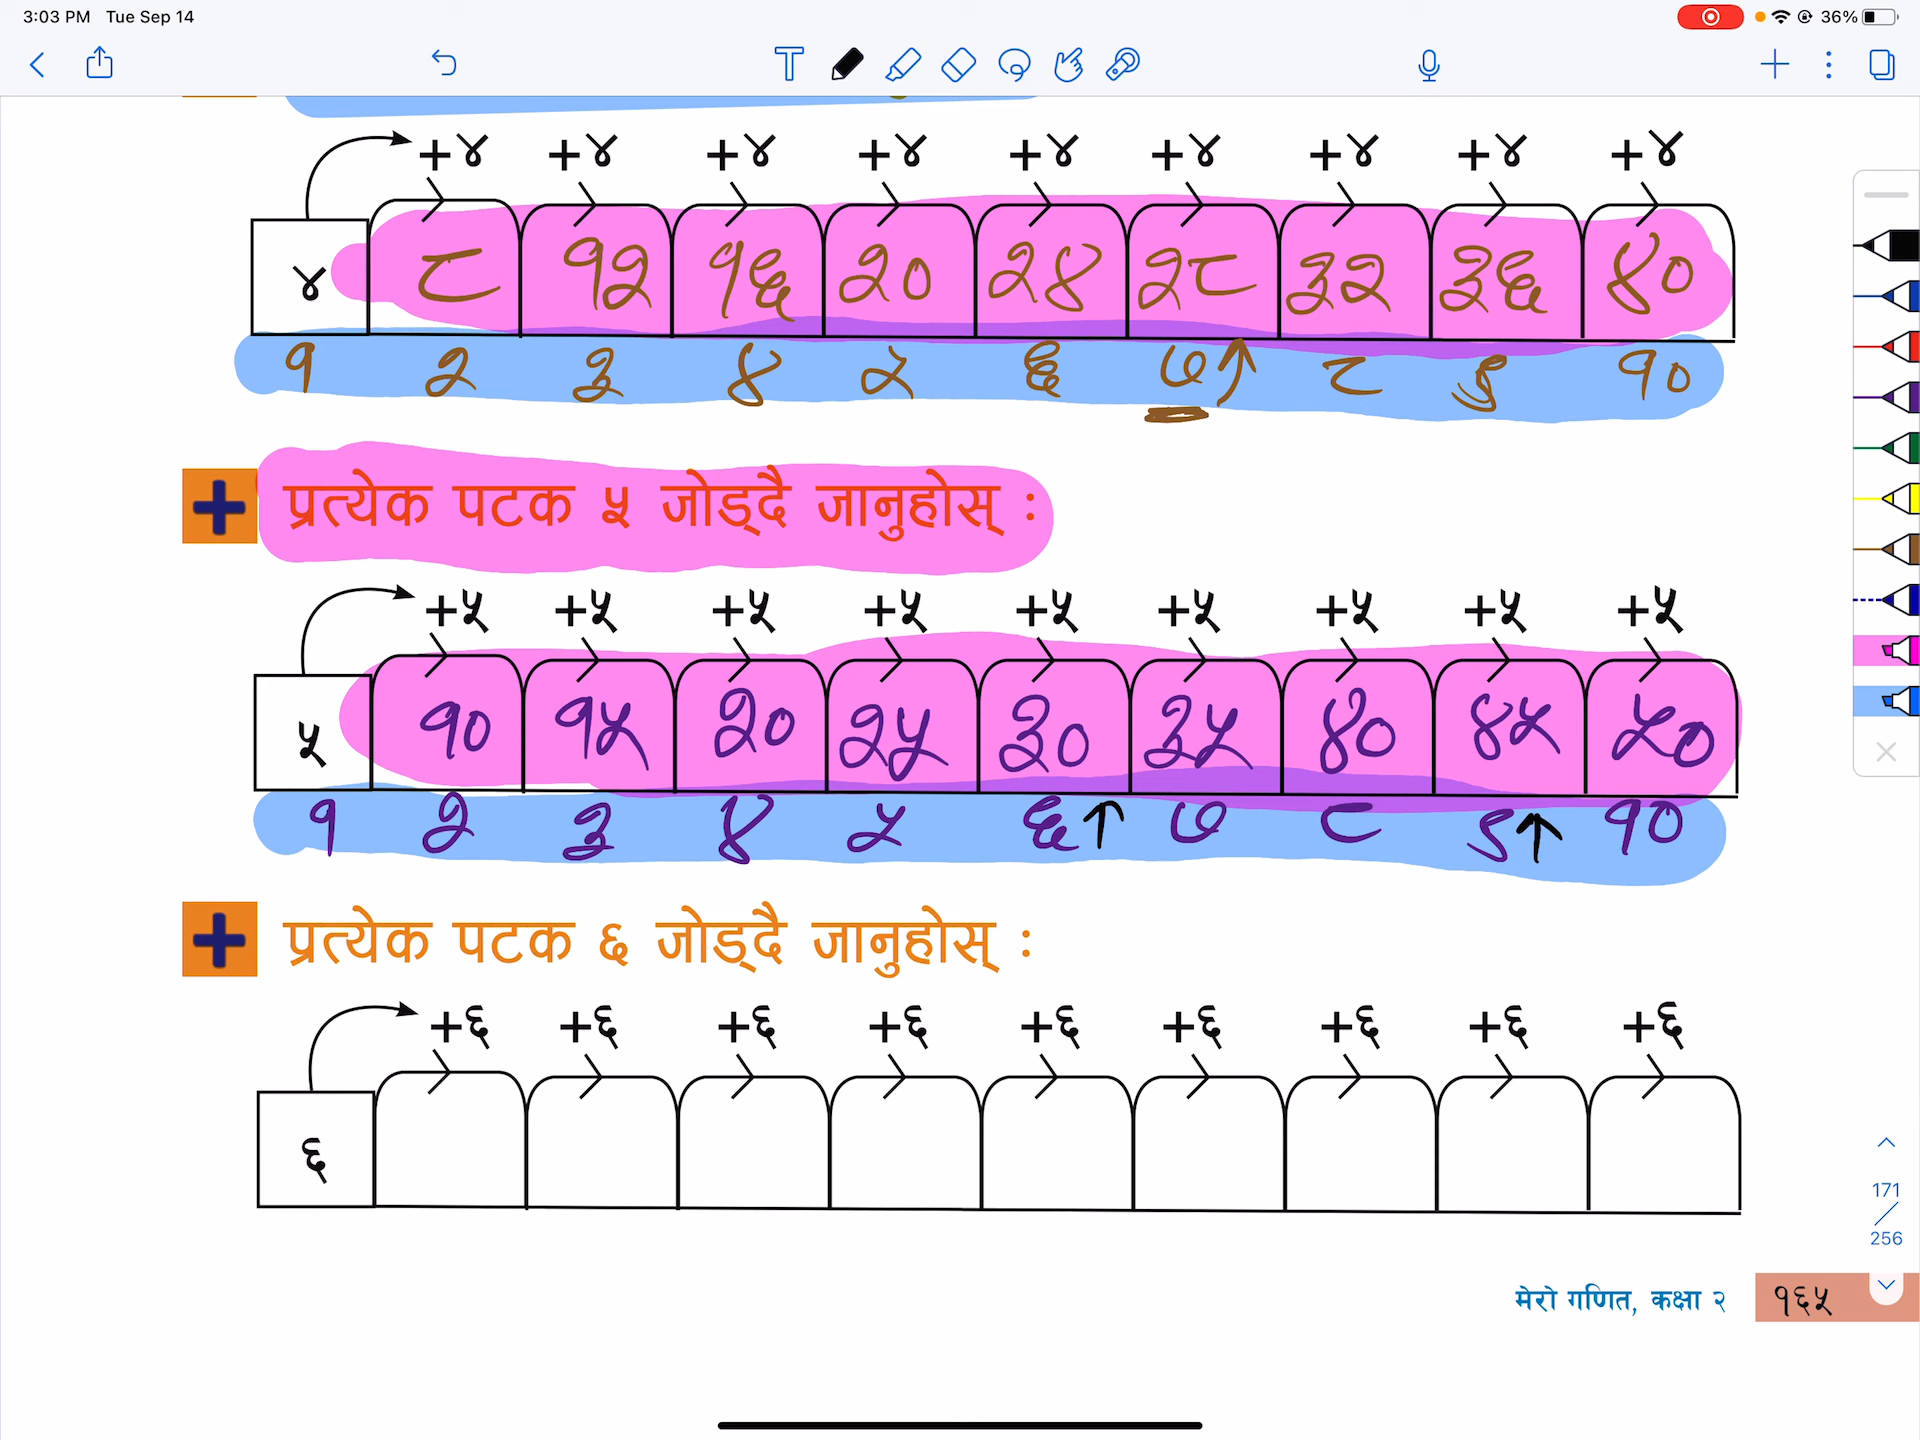 3:03 PM Tue Sep 14
36%
+४ +४ +४ +४ +४ +४ +४ +४ +४
४ ८ १२ १६ २० २४ २८ ३२ ३६ ४०
१ २ ३ ४ ५ ६ ७ ८ ९ १०
प्रत्येक पटक ५ जोड्दै जानुहोस् :
+५ +५ +५ +५ +५ +५ +५ +५ +५
५ १० १५ २० २५ ३० ३५ ४० ४५ ५०
१ २ ३ ४ ५ ६ ७ ८ ९ १०
प्रत्येक पटक ६ जोड्दै जानुहोस् :
+६ +६ +६ +६ +६ +६ +६ +६ +६
६
171
/
256
मेरो गणित, कक्षा २ १६५